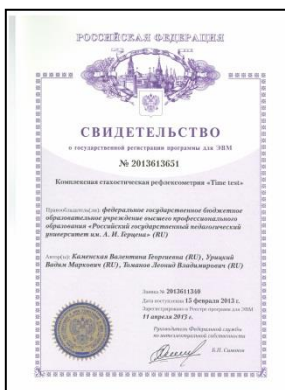 РОССИЙСКАЯ ФЕДЕРАЦИЯ
СВИДЕТЕЛЬСТВО
о государственной регистрации программы для ЭВМ
№ 2013613651
Комплексная стахостическая рефлексометрия «Time test»
Правообладатель(ли): федеральное государственное бюджетное
образовательное учреждение высшего профессионального
образования «Российский государственный педагогический
университет им. А. И. Герцена» (RU)
Автор(ы): Каменская Валентина Георгиевна (RU), Урицкий
Вадим Маркович (RU), Томанов Леонид Владимирович (RU)
Заявка № 2013611340
Дата поступления 15 февраля 2013 г.
Зарегистрировано в Реестре программ для ЭВМ
11 апреля 2013 г.
Руководитель Федеральной службы
по интеллектуальной собственности
Б.П. Симонов